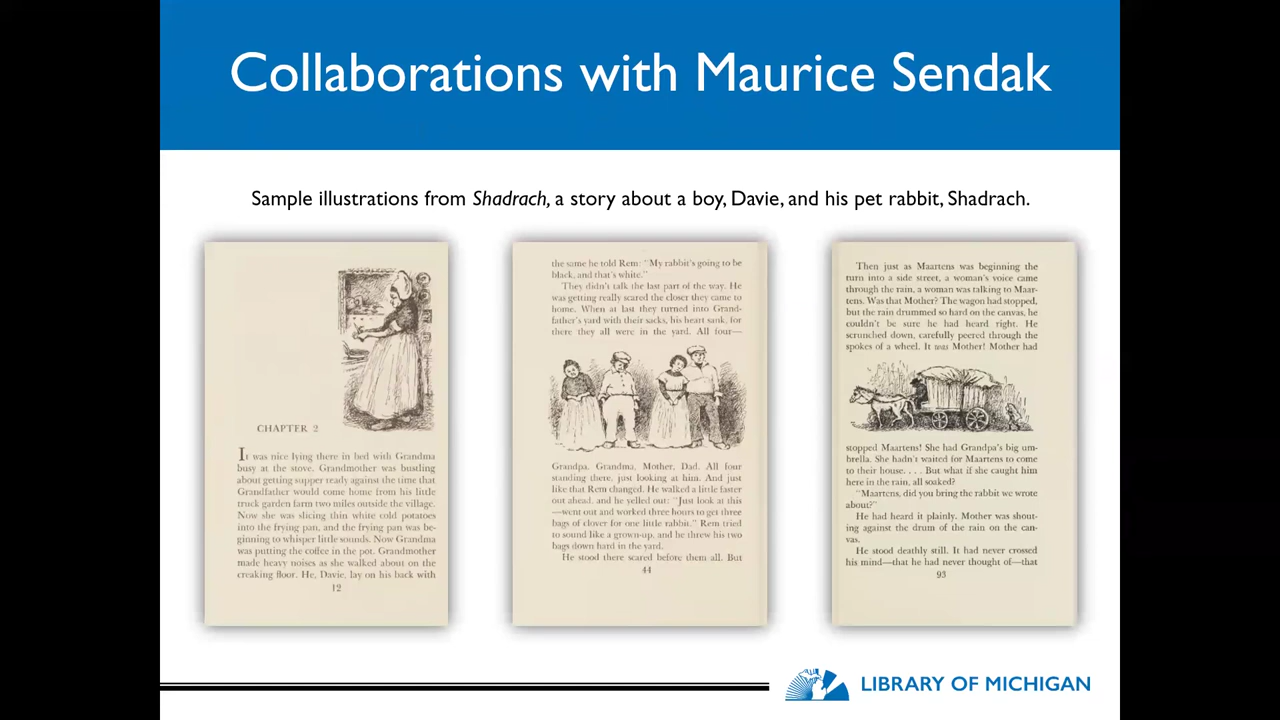 Collaborations with Maurice Sendak
Sample illustrations from Shadrach, a story about a boy, Davie, and his pet rabbit, Shadrach.
CHAPTER 2
It was nice lying there in bed with Grandma
busy at the stove. Grandmother was bustling
about getting supper ready against the time that
Grandfather would come home from his little
truck garden farm two miles outside the village.
Now she was slicing thin white cold potatoes
into the frying pan, and the frying pan was be-
ginning to whisper little sounds. Now Grandma
was putting the coffee in the pot. Grandmother
made heavy noises as she walked about on the
creaking floor. He, Davie, lay on his back with
12
the same he told Rem: "My rabbit's going to be
black, and that's white."
They didn't talk the last part of the way. He
was getting really scared the closer they came to
home. When at last they turned into Grand-
father's yard with their sacks, his heart sank, for
there they all were in the yard. All four—
Grandpa, Grandma, Mother, Dad. All four
standing there, just looking at him. And just
like that Rem changed. He walked a little faster
out ahead, and he yelled out: "Just look at this
—went out and worked three hours to get three
bags of clover for one little rabbit." Rem tried
to sound like a grown-up, and he threw his two
bags down hard in the yard.
He stood there scared before them all. But
44
Then just as Maartens was beginning the
turn into a side street, a woman's voice came
through the rain, a woman was talking to Maar-
tens. Was that Mother? The wagon had stopped,
but the rain drummed so hard on the canvas, he
couldn't be sure he had heard right. He
scrunched down, carefully peered through the
spokes of a wheel. It was Mother! Mother had
stopped Maartens! She had Grandpa's big um-
brella. She hadn't waited for Maartens to come
to their house. . . . But what if she caught him
here in the rain, all soaked?
"Maartens, did you bring the rabbit we wrote
about?"
He had heard it plainly. Mother was shout-
ing against the drum of the rain on the can-
vas.
He stood deathly still. It had never crossed
his mind—that he had never thought of—that
93
LIBRARY OF MICHIGAN